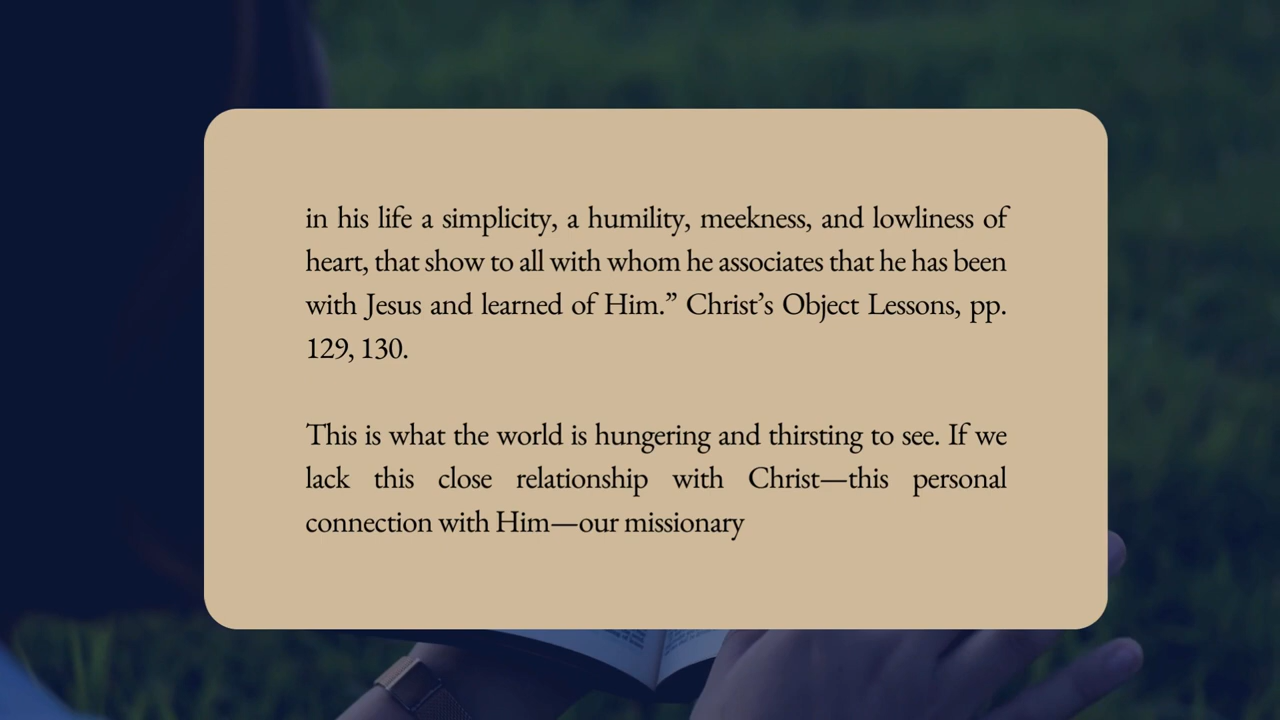 in his life a simplicity, a humility, meekness, and lowliness of
heart, that show to all with whom he associates that he has been
with Jesus and learned of Him.” Christ’s Object Lessons, pp.
129, 130.
This is what the world is hungering and thirsting to see. If we
lack this close relationship with Christ—this personal
connection with Him—our missionary